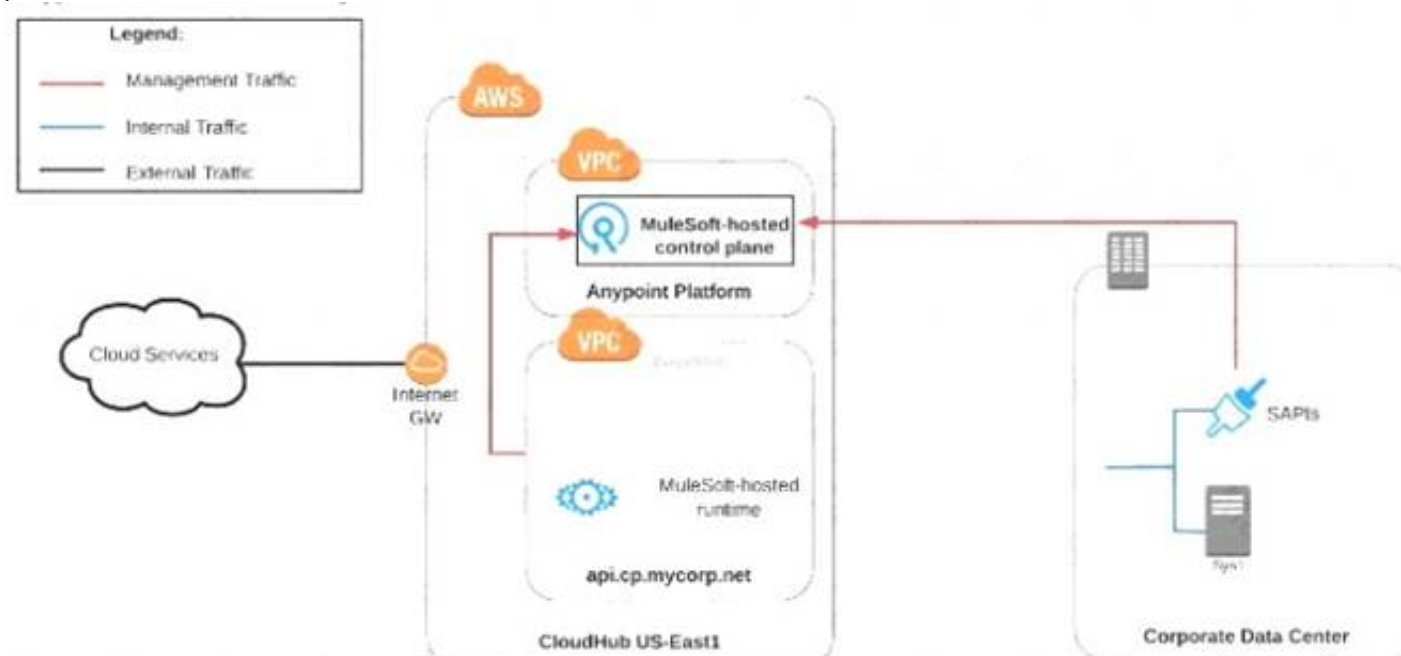 Legend:
Management Traffic
Internal Traffic
External Traffic
AWS
VPC
MuleSoft-hosted
control plane
Anypoint Platform
VPC
Cloud Services
Internet
GW
MuleSoft-hosted
runtime
api.cp.mycorp.net
CloudHub US-East1
SAPIs
Corporate Data Center